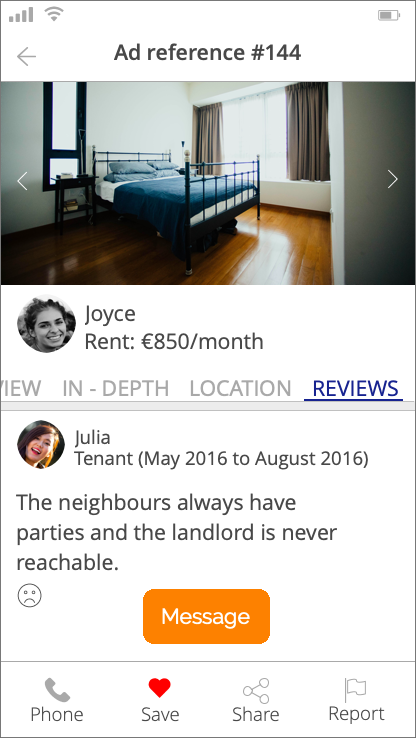 Ad reference #144
Joyce
Rent: €850/month
VIEW IN - DEPTH LOCATION REVIEWS
Julia
Tenant (May 2016 to August 2016)
The neighbours always have
parties and the landlord is never
reachable.
Message
Phone Save Share Report